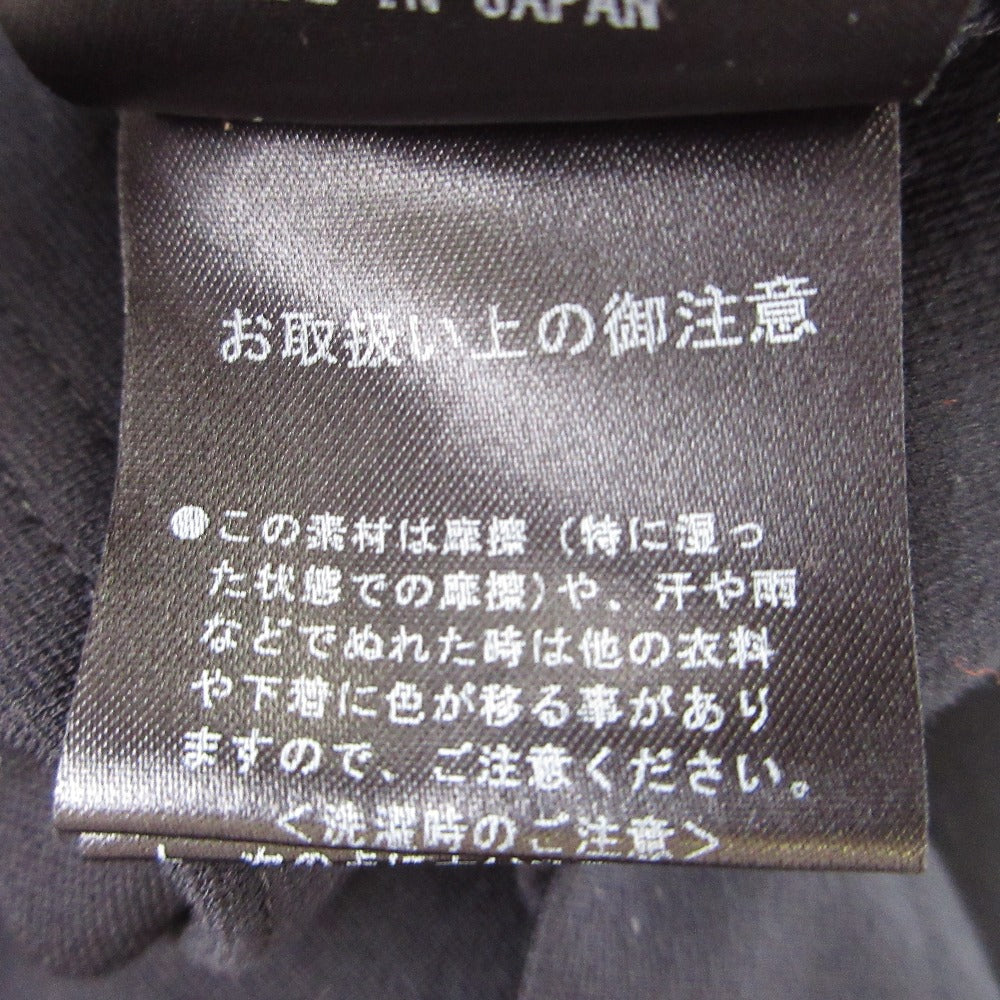 IN JAPAN
お取扱い上の御注意
●この素材は摩擦（特に湿っ
た状態での摩擦）や、汗や雨
などでぬれた時は他の衣料
や下着に色が移る事があり
ますので、ご注意ください。
＜洗濯時のご注意＞